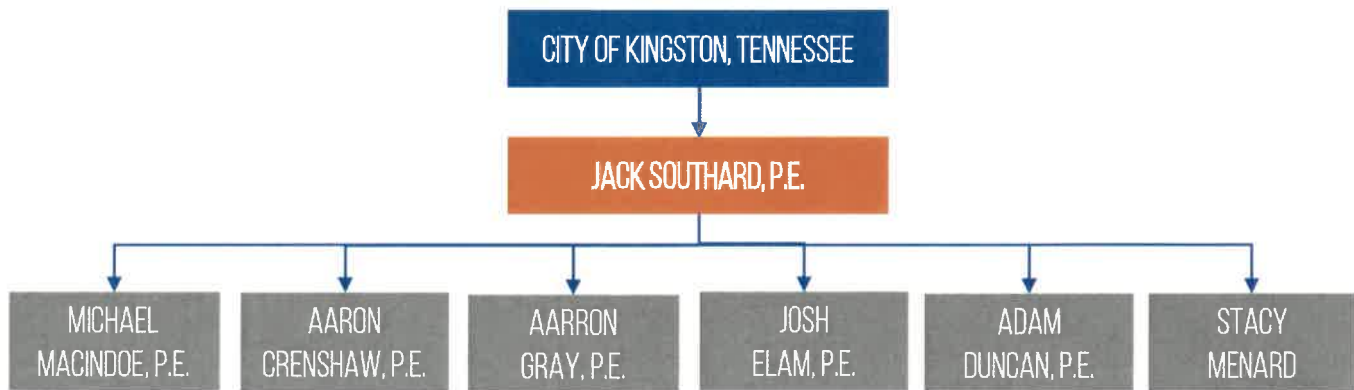 CITY OF KINGSTON, TENNESSEE
JACK SOUTHARD, P.E.
MICHAEL
MACINDOE, P.E.
AARON
CRENSHAW, P.E.
AARRON
GRAY, P.E.
JOSH
ELAM, P.E.
ADAM
DUNCAN, P.E.
STACY
MENARD